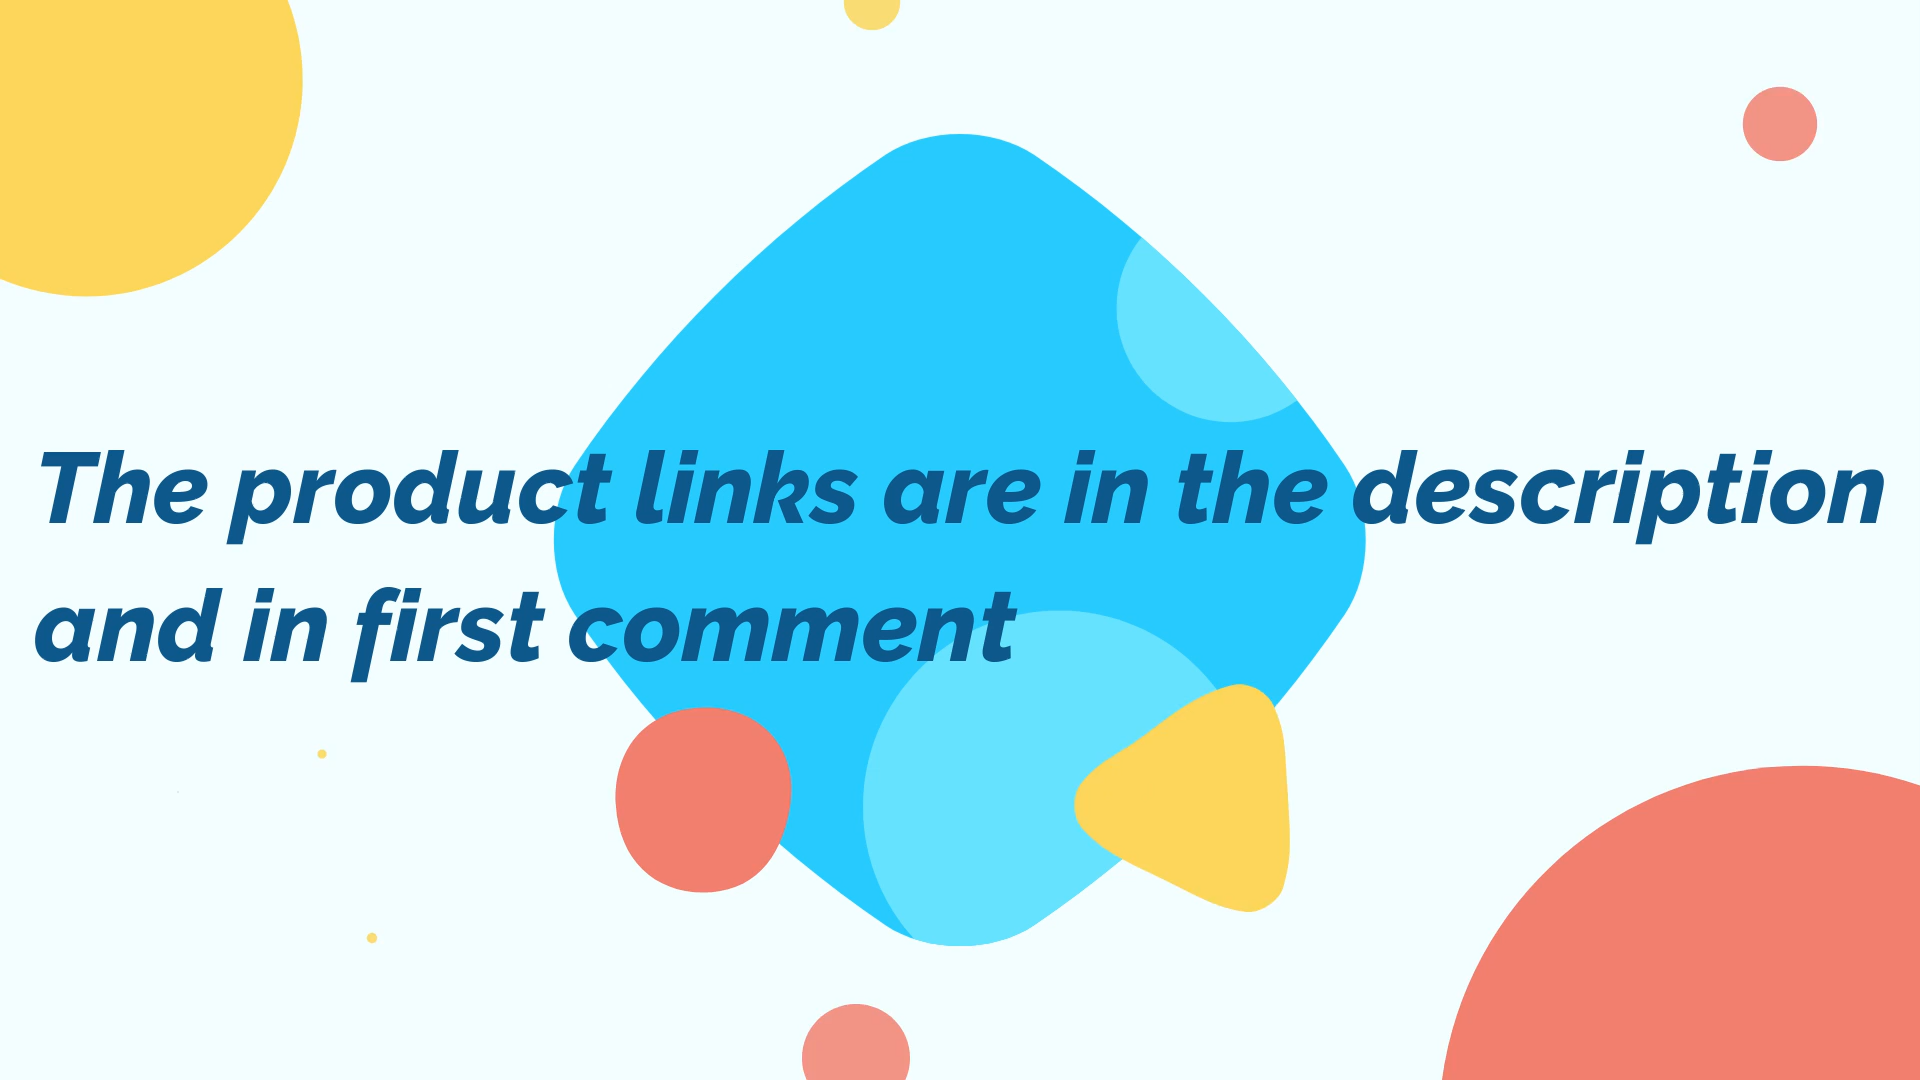 The product links are in the description
and in first comment